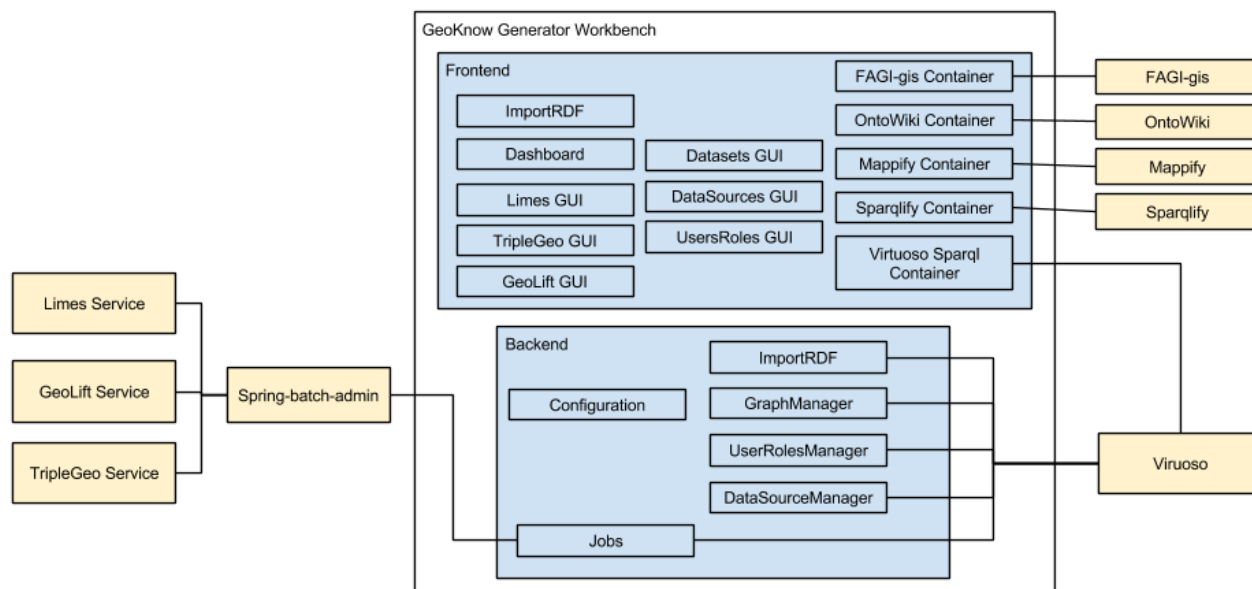 GeoKnow Generator Workbench
Frontend
ImportRDF
Dashboard
Limes GUI
TripleGeo GUI
GeoLift GUI
Datasets GUI
DataSources GUI
UsersRoles GUI
FAGI-gis Container
OntoWiki Container
Mappify Container
Sparqlify Container
Virtuoso Sparql
Container
FAGI-gis
OntoWiki
Mappify
Sparqlify
Limes Service
GeoLift Service
TripleGeo Service
Spring-batch-admin
Backend
Configuration
Jobs
ImportRDF
GraphManager
UserRolesManager
DataSourceManager
Viruoso